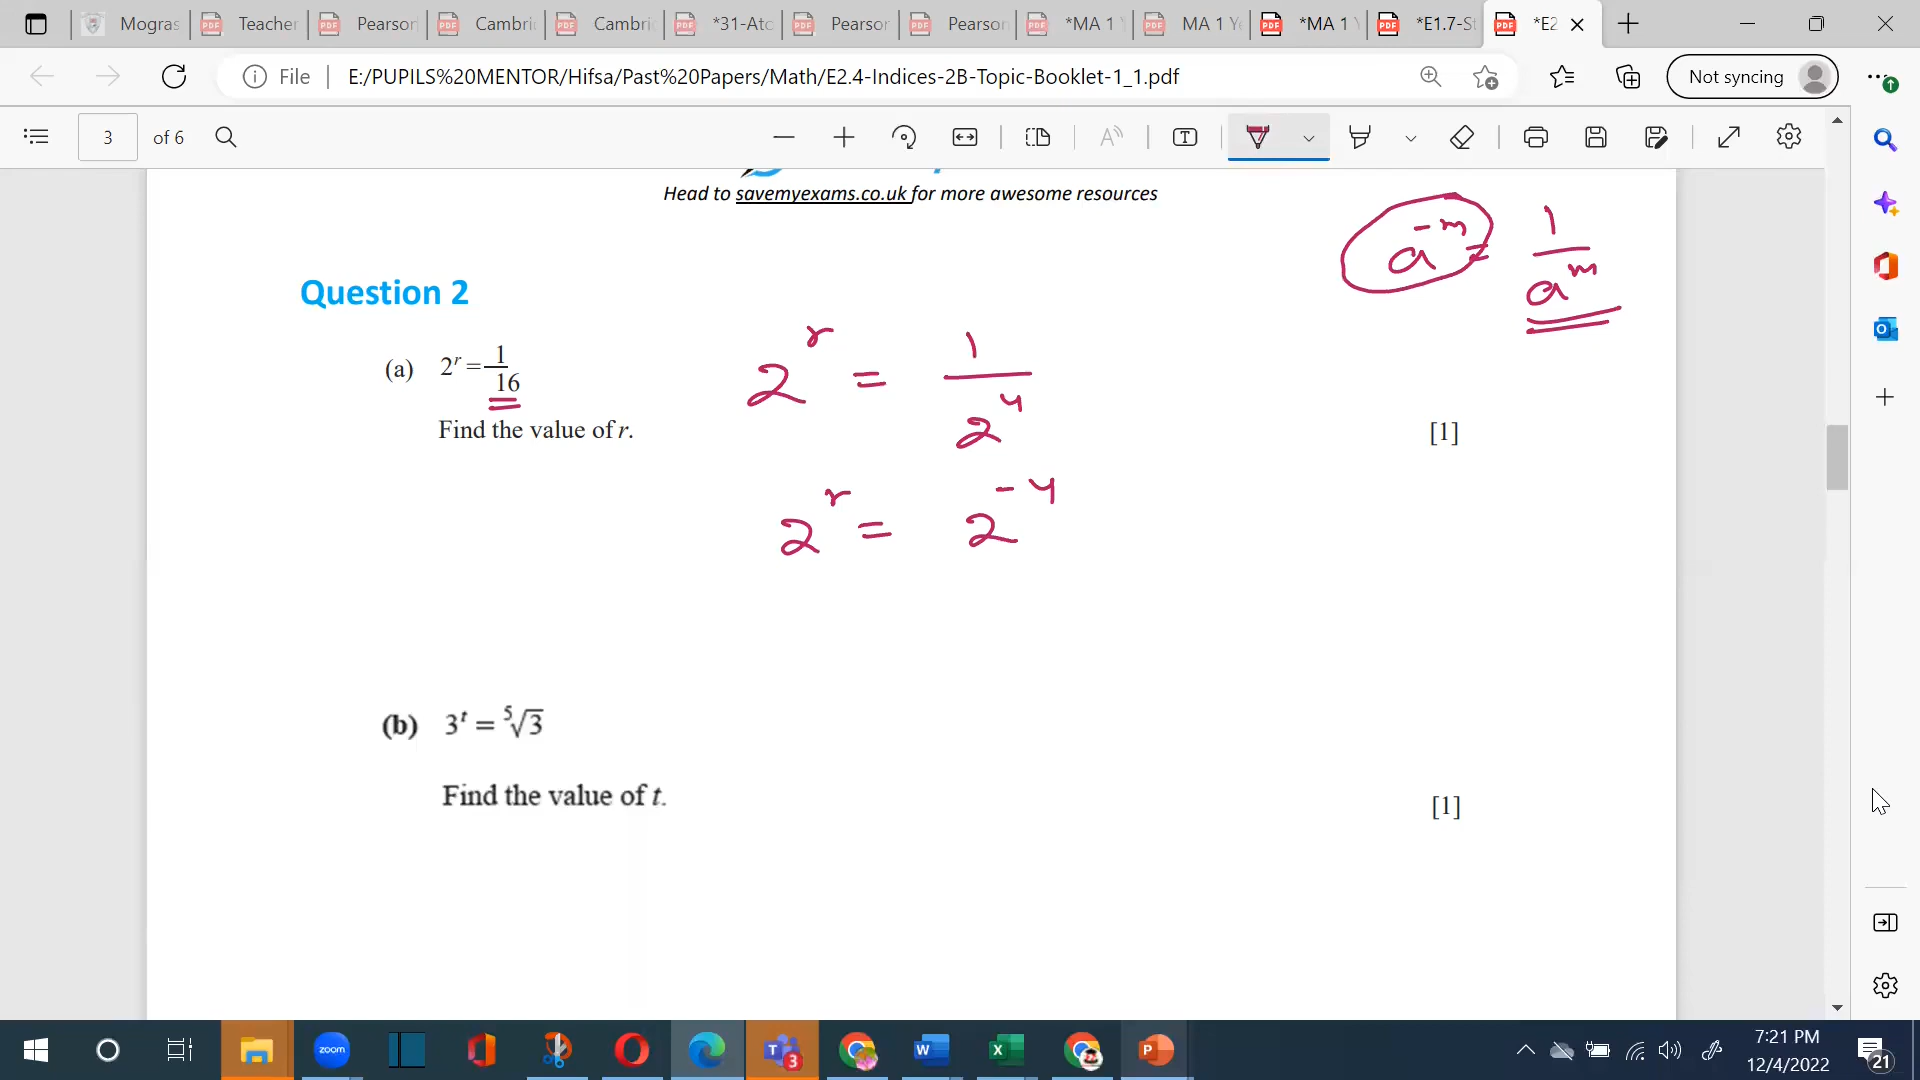 Mogras
Teacher
Pearson
Cambri
Cambri
*31-Ato
Pearson
Pearson
*MA 1 Y
MA 1 Ye
*MA 1 Y
*E1.7-St
*E2
File
E:/PUPILS%20MENTOR/Hifsa/Past%20Papers/Math/E2.4-Indices-2B-Topic-Booklet-1_1.pdf
Not syncing
3 of 6
Head to savemyexams.co.uk for more awesome resources
a^-m = 1/a^m
Question 2
(a) 2^r = 1/16
2^r = 1/2^4
Find the value of r.
[1]
2^r = 2^-4
(b) 3^t = ⁵√3
Find the value of t.
[1]
zoom
T 3
W
X
P
7:21 PM
12/4/2022
21